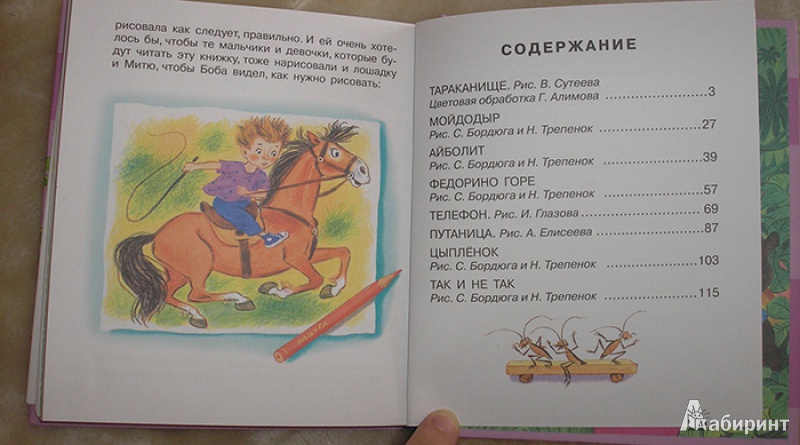 рисовала как следует, правильно. И ей очень хоте-
лось бы, чтобы те мальчики и девочки, которые бу-
дут читать эту книжку, тоже нарисовали и лошадку
и Митю, чтобы Боба видел, как нужно рисовать:
СОДЕРЖАНИЕ
ТАРАКАНИЩЕ. Рис. В. Сутеева
Цветовая обработка Г. Алимова ........................... 3
МОЙДОДЫР
Рис. С. Бордюга и Н. Трепенок ........................... 27
АЙБОЛИТ
Рис. С. Бордюга и Н. Трепенок ........................... 39
ФЕДОРИНО ГОРЕ
Рис. С. Бордюга и Н. Трепенок ........................... 57
ТЕЛЕФОН. Рис. И. Глазова ........................... 69
ПУТАНИЦА. Рис. А. Елисеева ........................... 87
ЦЫПЛЁНОК
Рис. С. Бордюга и Н. Трепенок ........................... 103
ТАК И НЕ ТАК
Рис. С. Бордюга и Н. Трепенок ........................... 115
Лабиринт